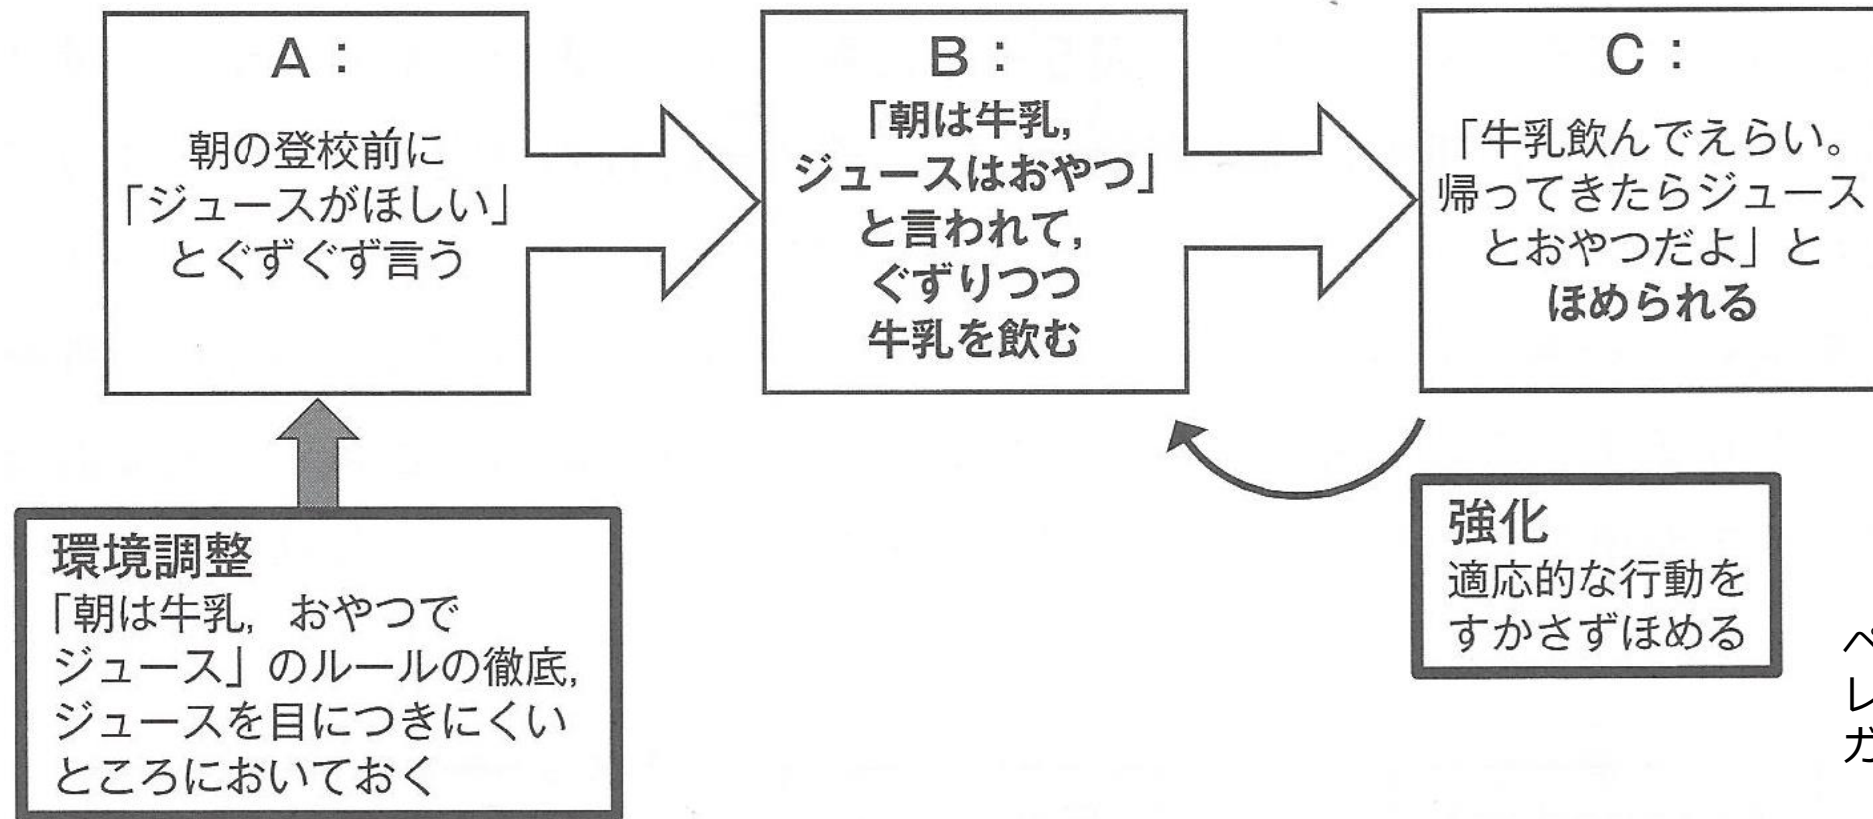 A：
朝の登校前に
「ジュースがほしい」
とぐずぐず言う
B：
「朝は牛乳，
ジュースはおやつ」
と言われて，
ぐずりつつ
牛乳を飲む
C：
「牛乳飲んでえらい。
帰ってきたらジュース
とおやつだよ」と
ほめられる
環境調整
「朝は牛乳，おやつで
ジュース」のルールの徹底，
ジュースを目につきにくい
ところにおいておく
強化
適応的な行動を
すかさずほめる
レ
ガ